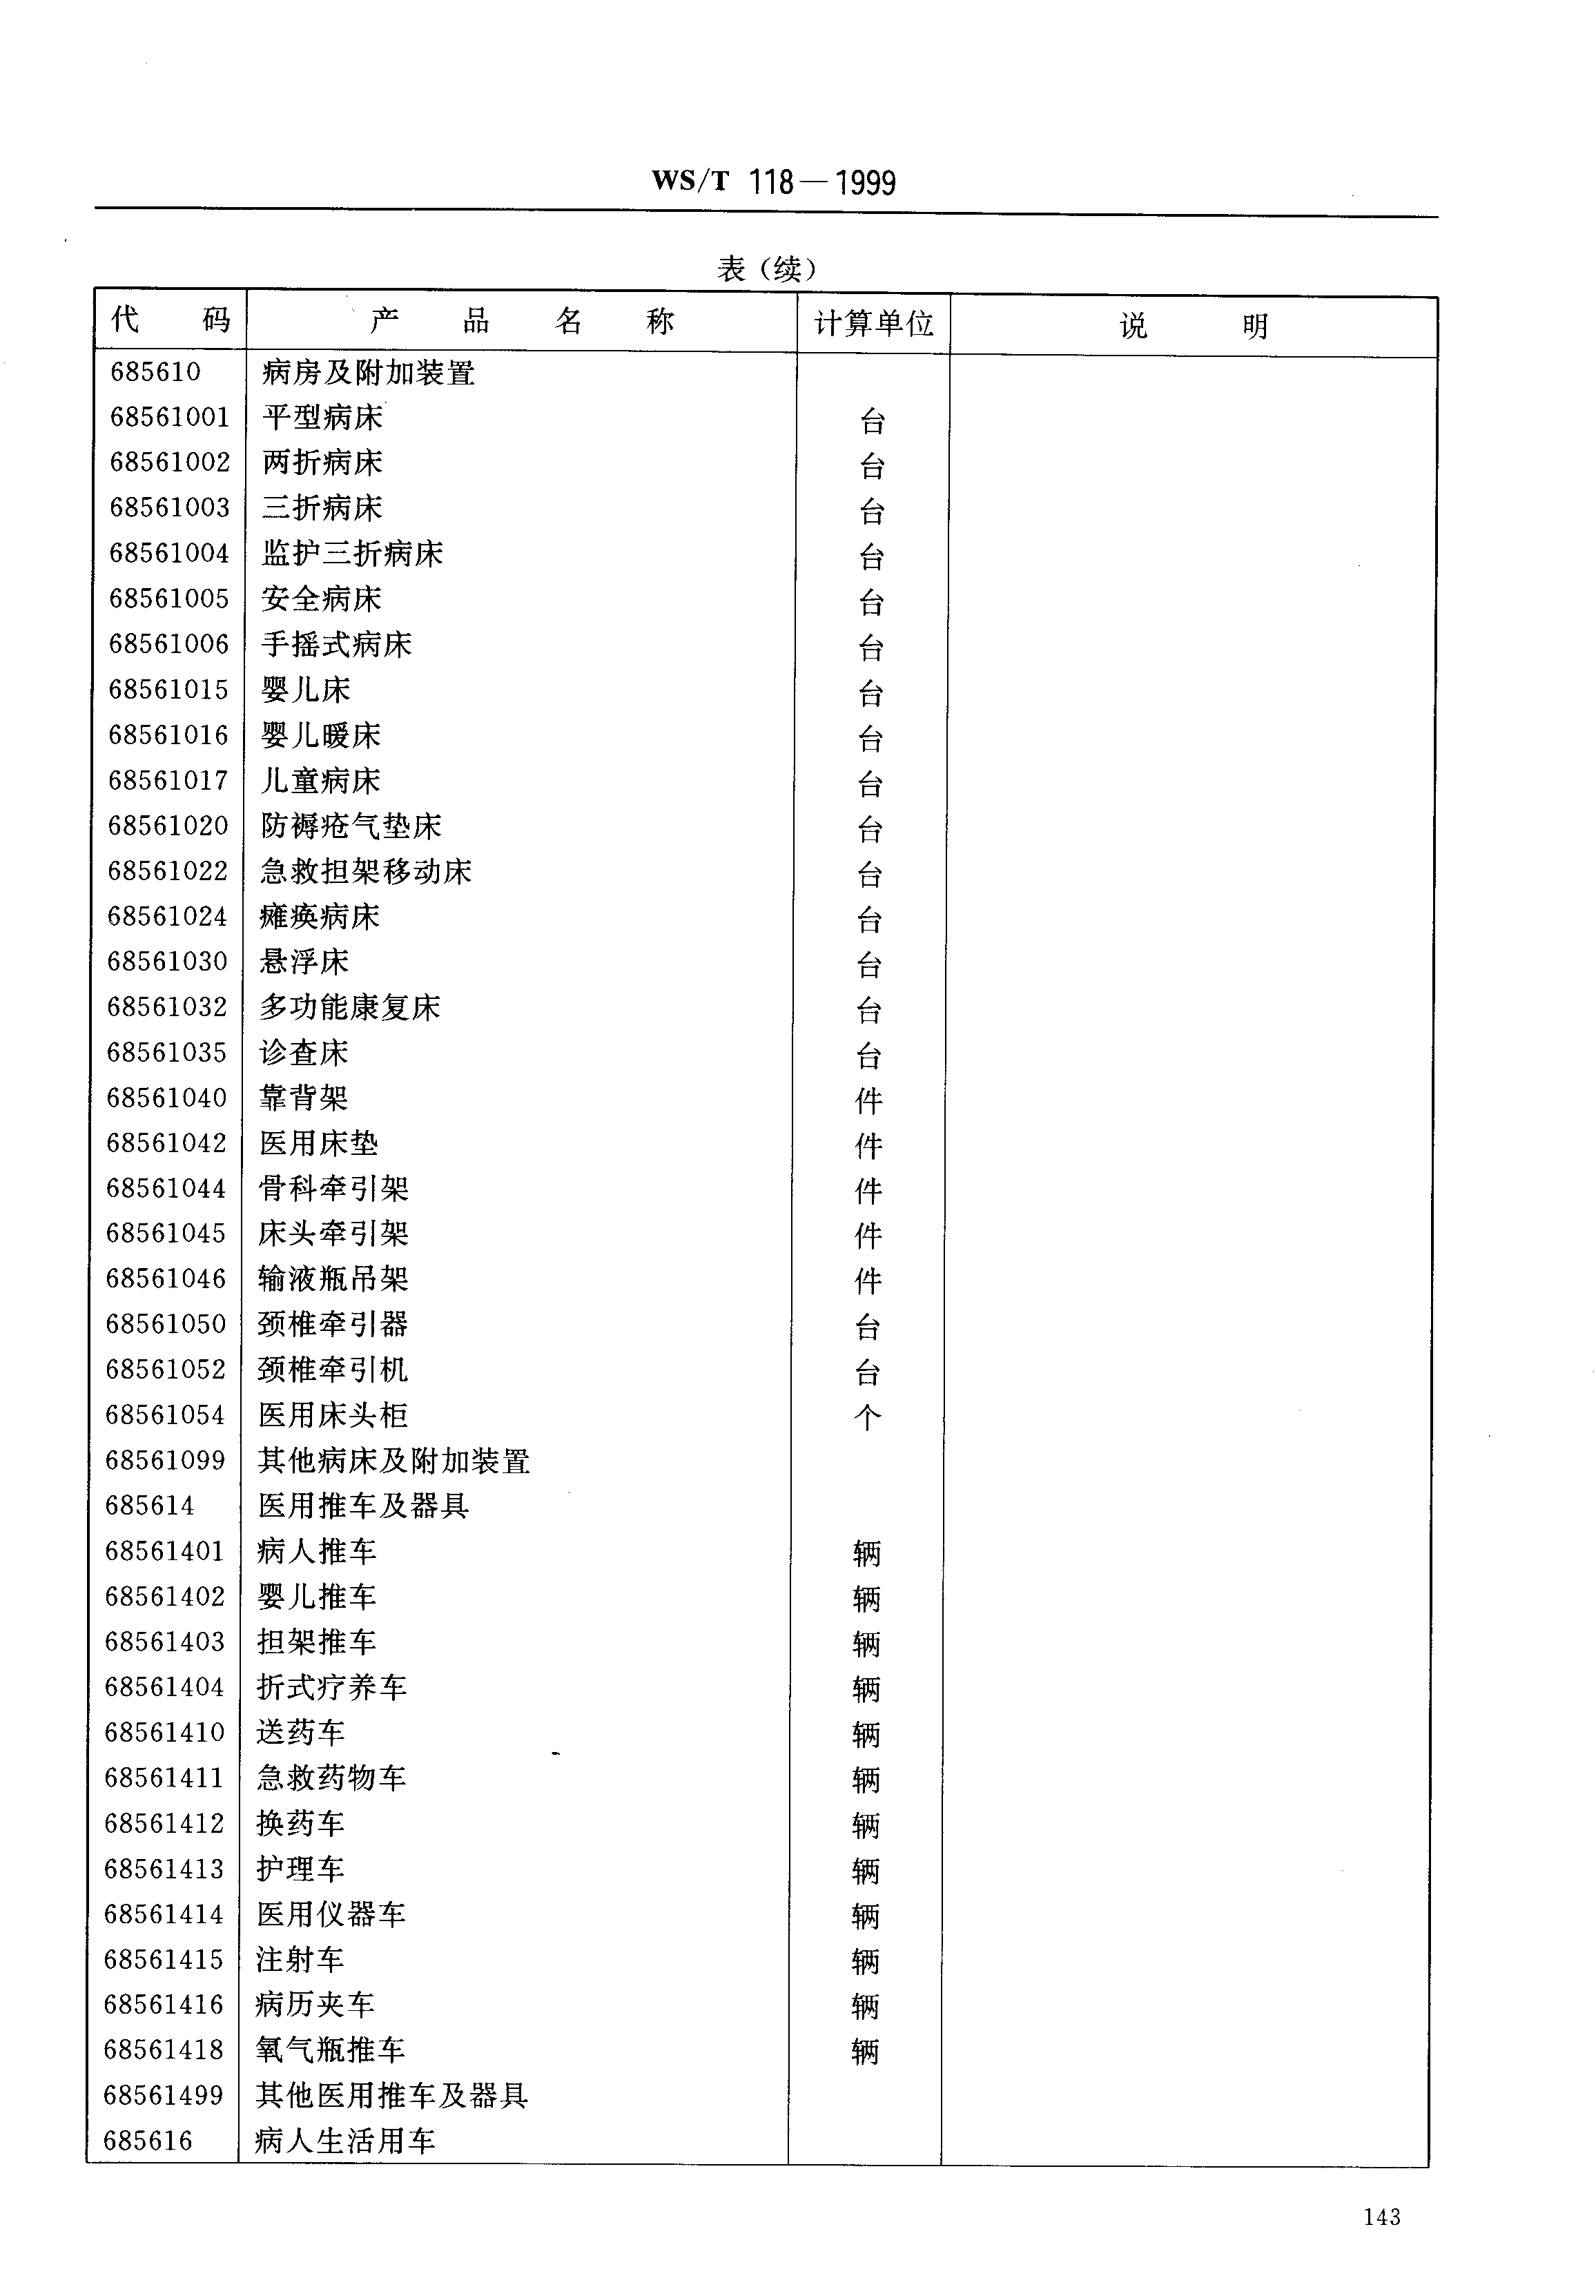 WS/T 118—1999
表（续）
代 码 产 品 名 称 计算单位 说 明
685610 病房及附加装置
68561001 平型病床 台
68561002 两折病床 台
68561003 三折病床 台
68561004 监护三折病床 台
68561005 安全病床 台
68561006 手摇式病床 台
68561015 婴儿床 台
68561016 婴儿暖床 台
68561017 儿童病床 台
68561020 防褥疮气垫床 台
68561022 急救担架移动床 台
68561024 瘫痪病床 台
68561030 悬浮床 台
68561032 多功能康复床 台
68561035 诊查床 台
68561040 靠背架 件
68561042 医用床垫 件
68561044 骨科牵引架 件
68561045 床头牵引架 件
68561046 输液瓶吊架 件
68561050 颈椎牵引器 台
68561052 颈椎牵引机 台
68561054 医用床头柜 个
68561099 其他病床及附加装置
685614 医用推车及器具
68561401 病人推车 辆
68561402 婴儿推车 辆
68561403 担架推车 辆
68561404 折式疗养车 辆
68561410 送药车 辆
68561411 急救药物车 辆
68561412 换药车 辆
68561413 护理车 辆
68561414 医用仪器车 辆
68561415 注射车 辆
68561416 病历夹车 辆
68561418 氧气瓶推车 辆
68561499 其他医用推车及器具
685616 病人生活用车
143